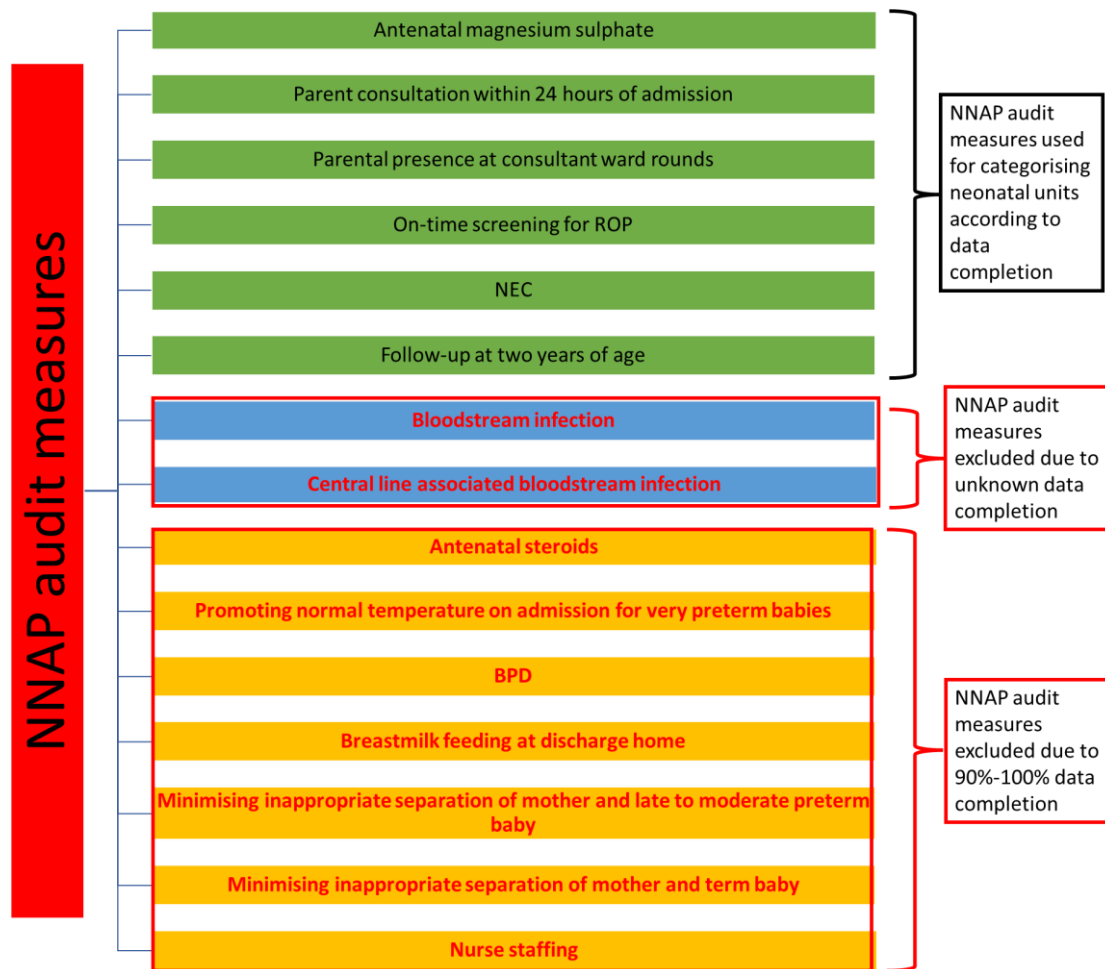 NNAP audit measures
Antenatal magnesium sulphate
Parent consultation within 24 hours of admission
Parental presence at consultant ward rounds
On-time screening for ROP
NEC
Follow-up at two years of age
NNAP audit
measures used
for categorising
neonatal units
according to
data
completion
Bloodstream infection
Central line associated bloodstream infection
NNAP audit
measures
excluded due to
unknown data
completion
Antenatal steroids
Promoting normal temperature on admission for very preterm babies
BPD
Breastmilk feeding at discharge home
Minimising inappropriate separation of mother and late to moderate preterm
baby
Minimising inappropriate separation of mother and term baby
Nurse staffing
NNAP audit
measures
excluded due to
90%-100% data
completion